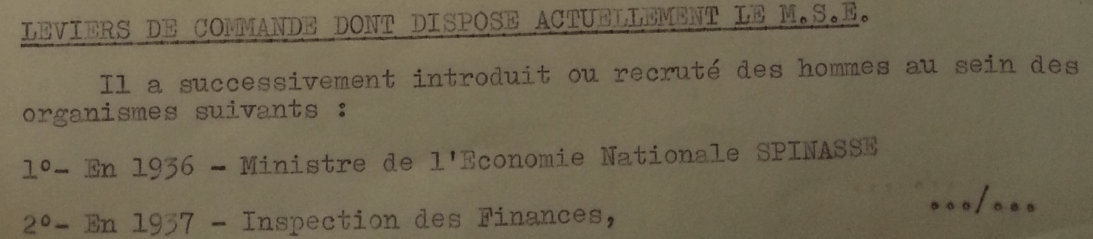 LEVIERS DE COMMANDE DONT DISPOSE ACTUELLEMENT LE M.S.E.
Il a successivement introduit ou recruté des hommes au sein des
organismes suivants :
1°- En 1936 - Ministre de l'Economie Nationale SPINASSE
2°- En 1937 - Inspection des Finances,
.../...